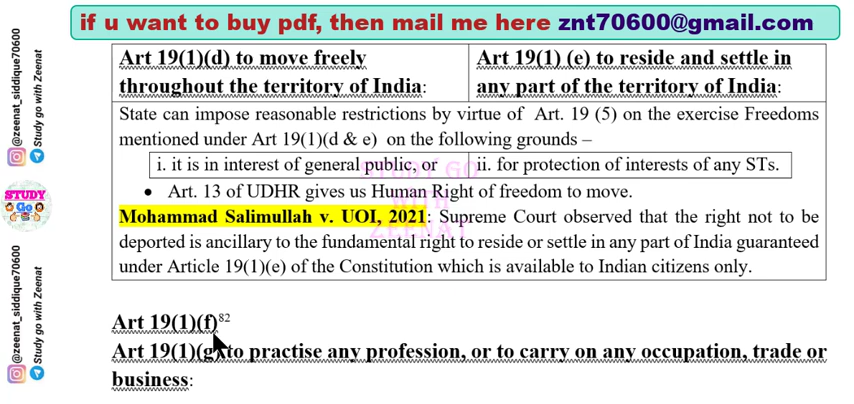 if u want to buy pdf, then mail me here znt70600@gmail.com
@zeenat_siddique70600
Study go with Zeenat
STUDY
Go
@zeenat_siddique70600
Study go with Zeenat
Art 19(1)(d) to move freely
throughout the territory of India:
Art 19(1) (e) to reside and settle in
any part of the territory of India:
State can impose reasonable restrictions by virtue of Art. 19 (5) on the exercise Freedoms
mentioned under Art 19(1)(d & e) on the following grounds –
i. it is in interest of general public, or ii. for protection of interests of any STs.
• Art. 13 of UDHR gives us Human Right of freedom to move.
Mohammad Salimullah v. UOI, 2021: Supreme Court observed that the right not to be
deported is ancillary to the fundamental right to reside or settle in any part of India guaranteed
under Article 19(1)(e) of the Constitution which is available to Indian citizens only.
STUDY GO
WITH
ZEENAT
Art 19(1)(f)82
Art 19(1)(g) to practise any profession, or to carry on any occupation, trade or
business: